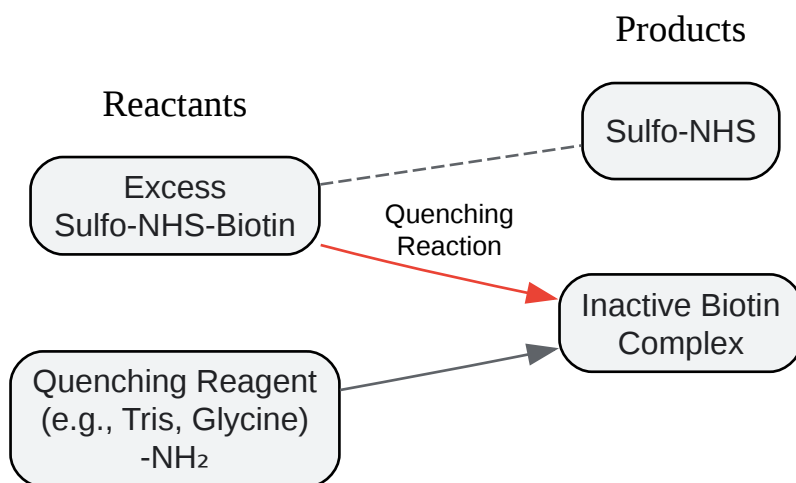 Products
Reactants
Sulfo-NHS
Excess
Sulfo-NHS-Biotin
Quenching
Reaction
Inactive Biotin
Complex
Quenching Reagent
(e.g., Tris, Glycine)
-NH₂